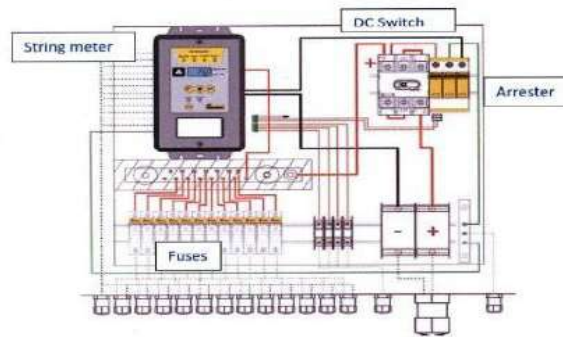 DC Switch
String meter
Arrester
+
- +
Fuses